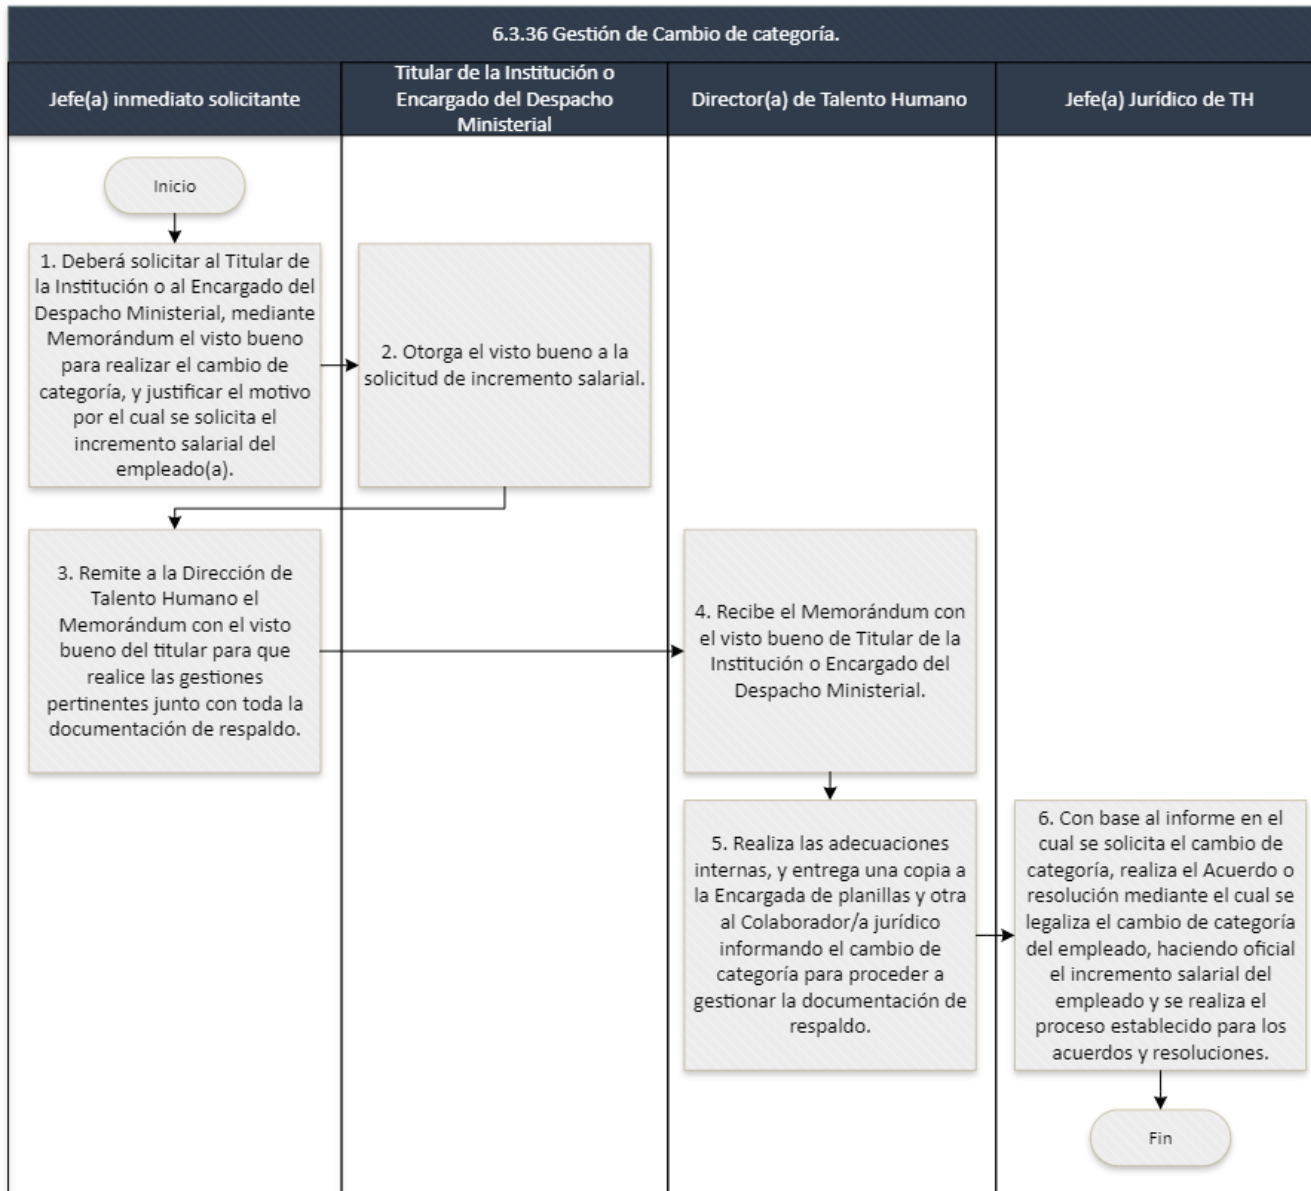 6.3.36 Gestión de Cambio de categoría.
Jefe(a) inmediato solicitante
Titular de la Institución o
Encargado del Despacho
Ministerial
Director(a) de Talento Humano
Jefe(a) Jurídico de TH
Inicio
1. Deberá solicitar al Titular de
la Institución o al Encargado del
Despacho Ministerial, mediante
Memorándum el visto bueno
para realizar el cambio de
categoría, y justificar el motivo
por el cual se solicita el
incremento salarial del
empleado(a).
2. Otorga el visto bueno a la
solicitud de incremento salarial.
3. Remite a la Dirección de
Talento Humano el
Memorándum con el visto
bueno del titular para que
realice las gestiones
pertinentes junto con toda la
documentación de respaldo.
4. Recibe el Memorándum con
el visto bueno de Titular de la
Institución o Encargado del
Despacho Ministerial.
5. Realiza las adecuaciones
internas, y entrega una copia a
la Encargada de planillas y otra
al Colaborador/a jurídico
informando el cambio de
categoría para proceder a
gestionar la documentación de
respaldo.
6. Con base al informe en el
cual se solicita el cambio de
categoría, realiza el Acuerdo o
resolución mediante el cual se
legaliza el cambio de categoría
del empleado, haciendo oficial
el incremento salarial del
empleado y se realiza el
proceso establecido para los
acuerdos y resoluciones.
Fin